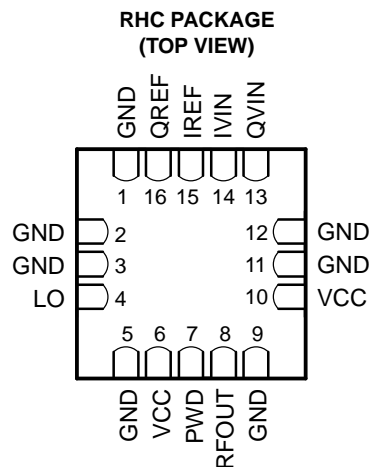 RHC PACKAGE
(TOP VIEW)
GND QREF IREF IVIN QVIN
1 16 15 14 13
GND 2 12 GND
GND 3 11 GND
LO 4 10 VCC
5 6 7 8 9
GND VCC PWD RFOUT GND